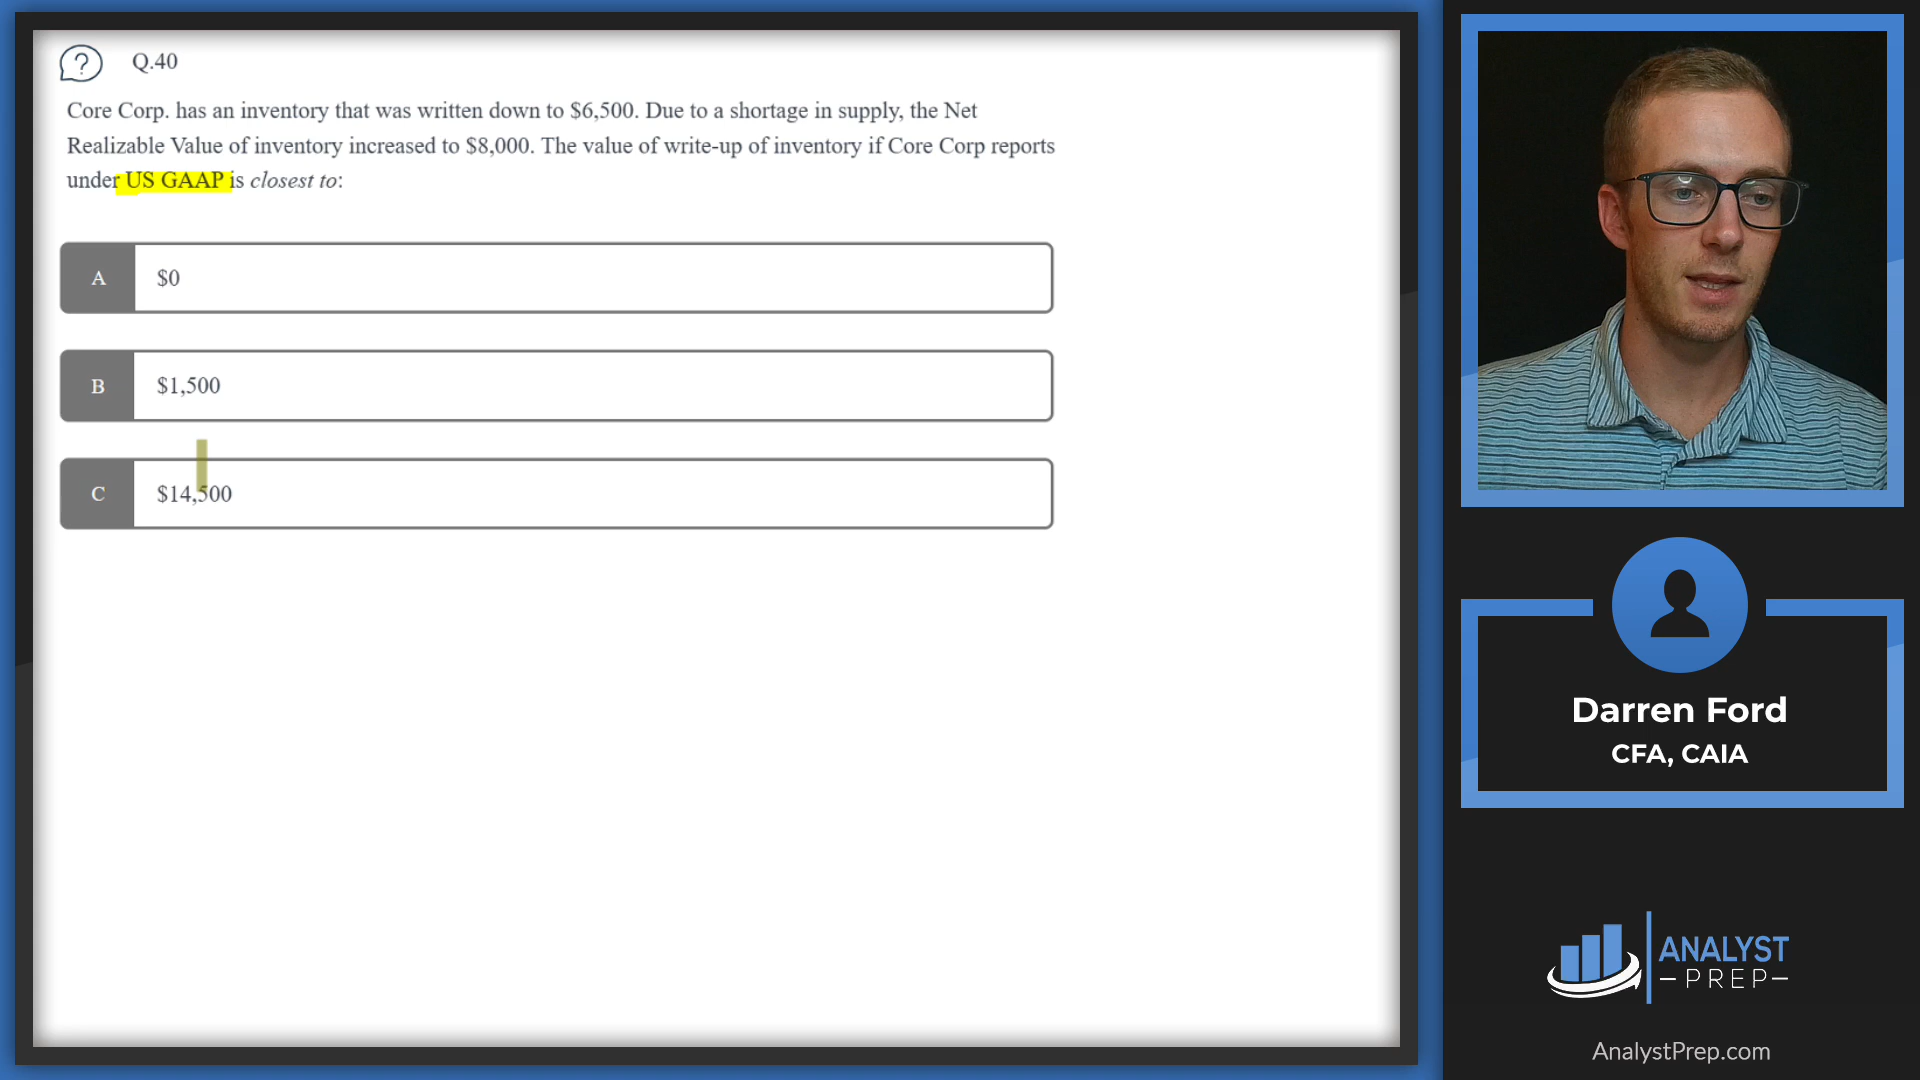 ?
Q.40
Core Corp. has an inventory that was written down to $6,500. Due to a shortage in supply, the Net
Realizable Value of inventory increased to $8,000. The value of write-up of inventory if Core Corp reports
under US GAAP is closest to:
A
$0
B
$1,500
C
$14,500
Darren Ford
CFA, CAIA
ANALYST
PREP
AnalystPrep.com